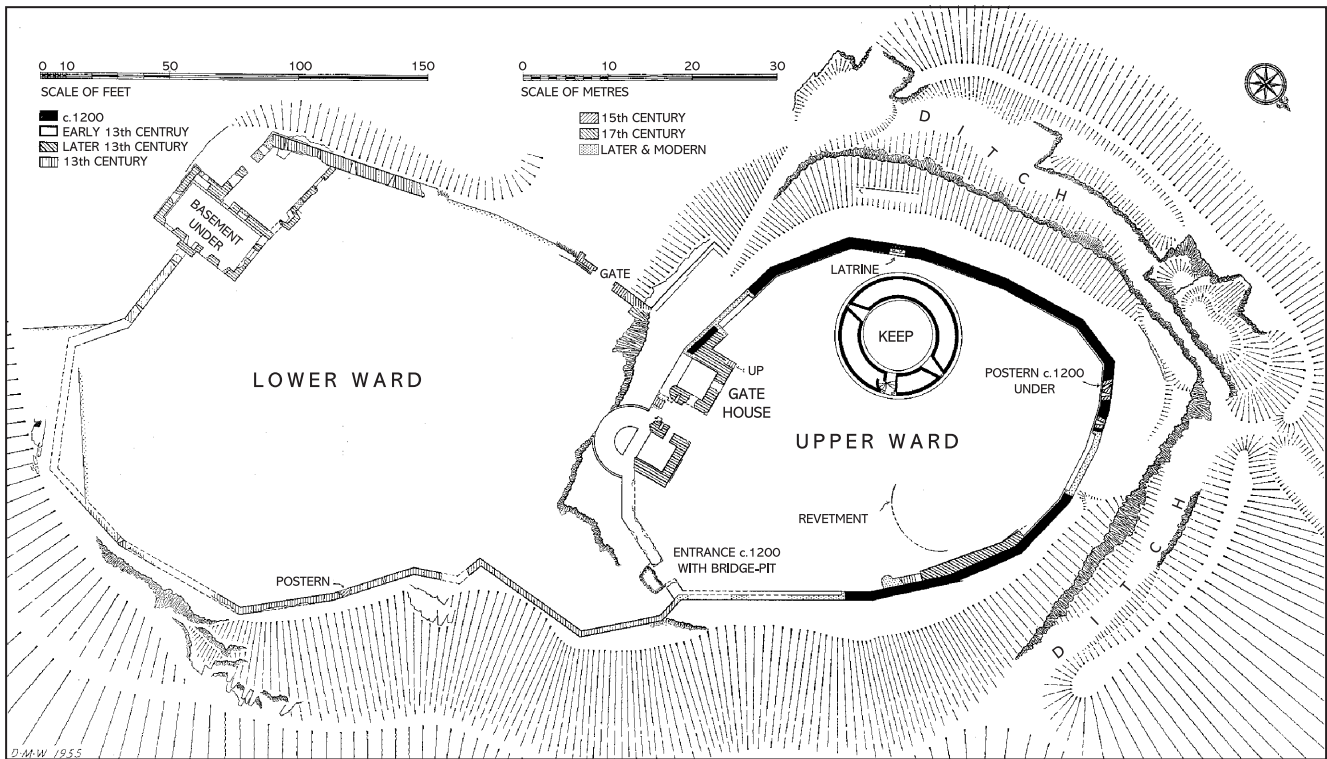 0 10 50 100 150
SCALE OF FEET
c.1200
EARLY 13th CENTRUY
LATER 13th CENTURY
13th CENTURY
0 10 20 30
SCALE OF METRES
15th CENTURY
17th CENTURY
LATER & MODERN
DITCH
BASEMENT
UNDER
GATE
LATRINE
KEEP
LOWER WARD
UP
GATE
HOUSE
POSTERN c.1200
UNDER
UPPER WARD
REVETMENT
ENTRANCE c.1200
WITH BRIDGE-PIT
POSTERN
DITCH
D·M·W 1955